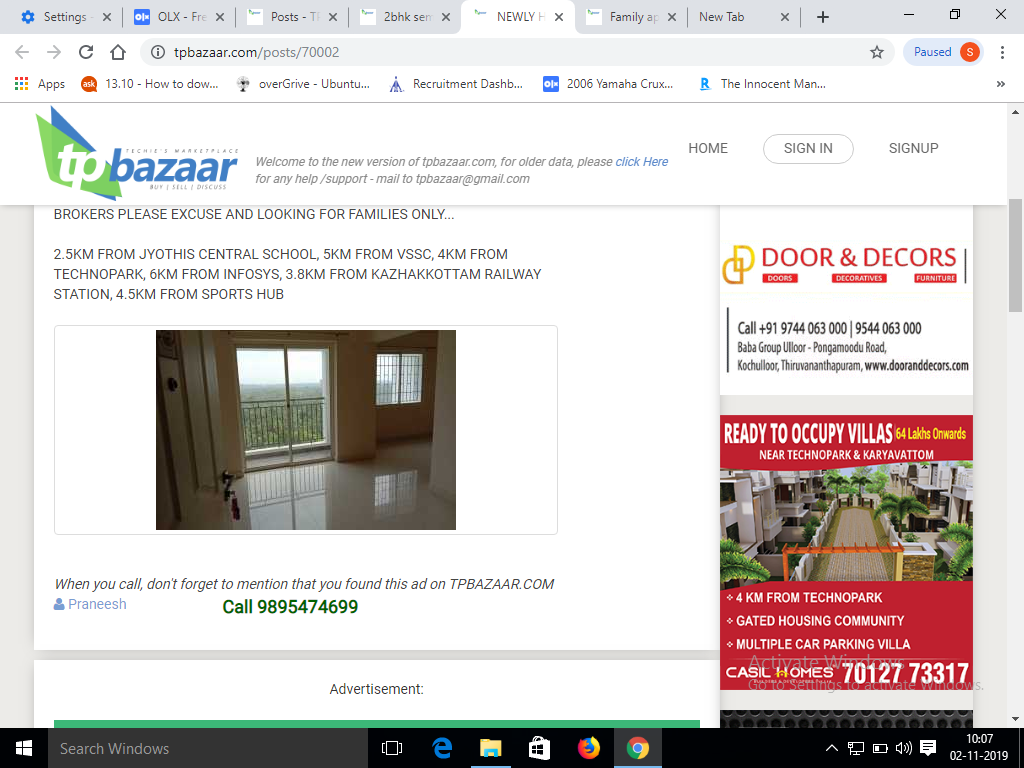 Settings -
OLX - Fre
Posts - T
2bhk sen
NEWLY H
Family ap
New Tab
tpbazaar.com/posts/70002
Paused
S
Apps
ask
13.10 - How to dow...
overGrive - Ubuntu...
Recruitment Dashb...
2006 Yamaha Crux...
The Innocent Man...
»
TECHIE'S MARKETPLACE
tpbazaar
BUY | SELL | DISCUSS
Welcome to the new version of tpbazaar.com, for older data, please click Here
for any help /support - mail to tpbazaar@gmail.com
HOME
SIGN IN
SIGNUP
BROKERS PLEASE EXCUSE AND LOOKING FOR FAMILIES ONLY...
2.5KM FROM JYOTHIS CENTRAL SCHOOL, 5KM FROM VSSC, 4KM FROM
TECHNOPARK, 6KM FROM INFOSYS, 3.8KM FROM KAZHAKKOTTAM RAILWAY
STATION, 4.5KM FROM SPORTS HUB
When you call, don't forget to mention that you found this ad on TPBAZAAR.COM
Praneesh
Call 9895474699
Advertisement:
DOOR & DECORS
DOORS DECORATIVES FURNITURE
Call +91 9744 063 000 | 9544 063 000
Baba Group Ulloor - Pongamoodu Road,
Kochulloor, Thiruvananthapuram, www.dooranddecors.com
READY TO OCCUPY VILLAS 64 Lakhs Onwards
NEAR TECHNOPARK & KARYAVATTOM
4 KM FROM TECHNOPARK
GATED HOUSING COMMUNITY
MULTIPLE CAR PARKING VILLA
CASIL HOMES 70127 73317
Activate Windows
Go to Settings to activate Windows.
Search Windows
10:07
02-11-2019